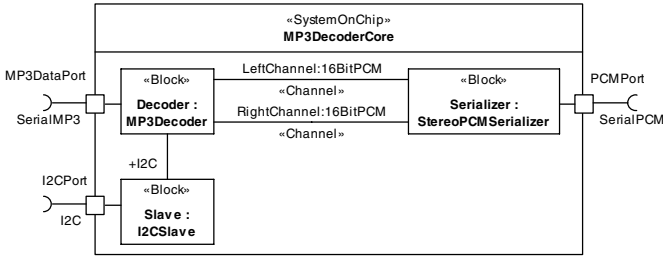 «SystemOnChip»
MP3DecoderCore
MP3DataPort
SerialMP3
«Block»
Decoder :
MP3Decoder
LeftChannel:16BitPCM
«Channel»
RightChannel:16BitPCM
«Channel»
«Block»
Serializer :
StereoPCMSerializer
PCMPort
SerialPCM
+I2C
I2CPort
I2C
«Block»
Slave :
I2CSlave